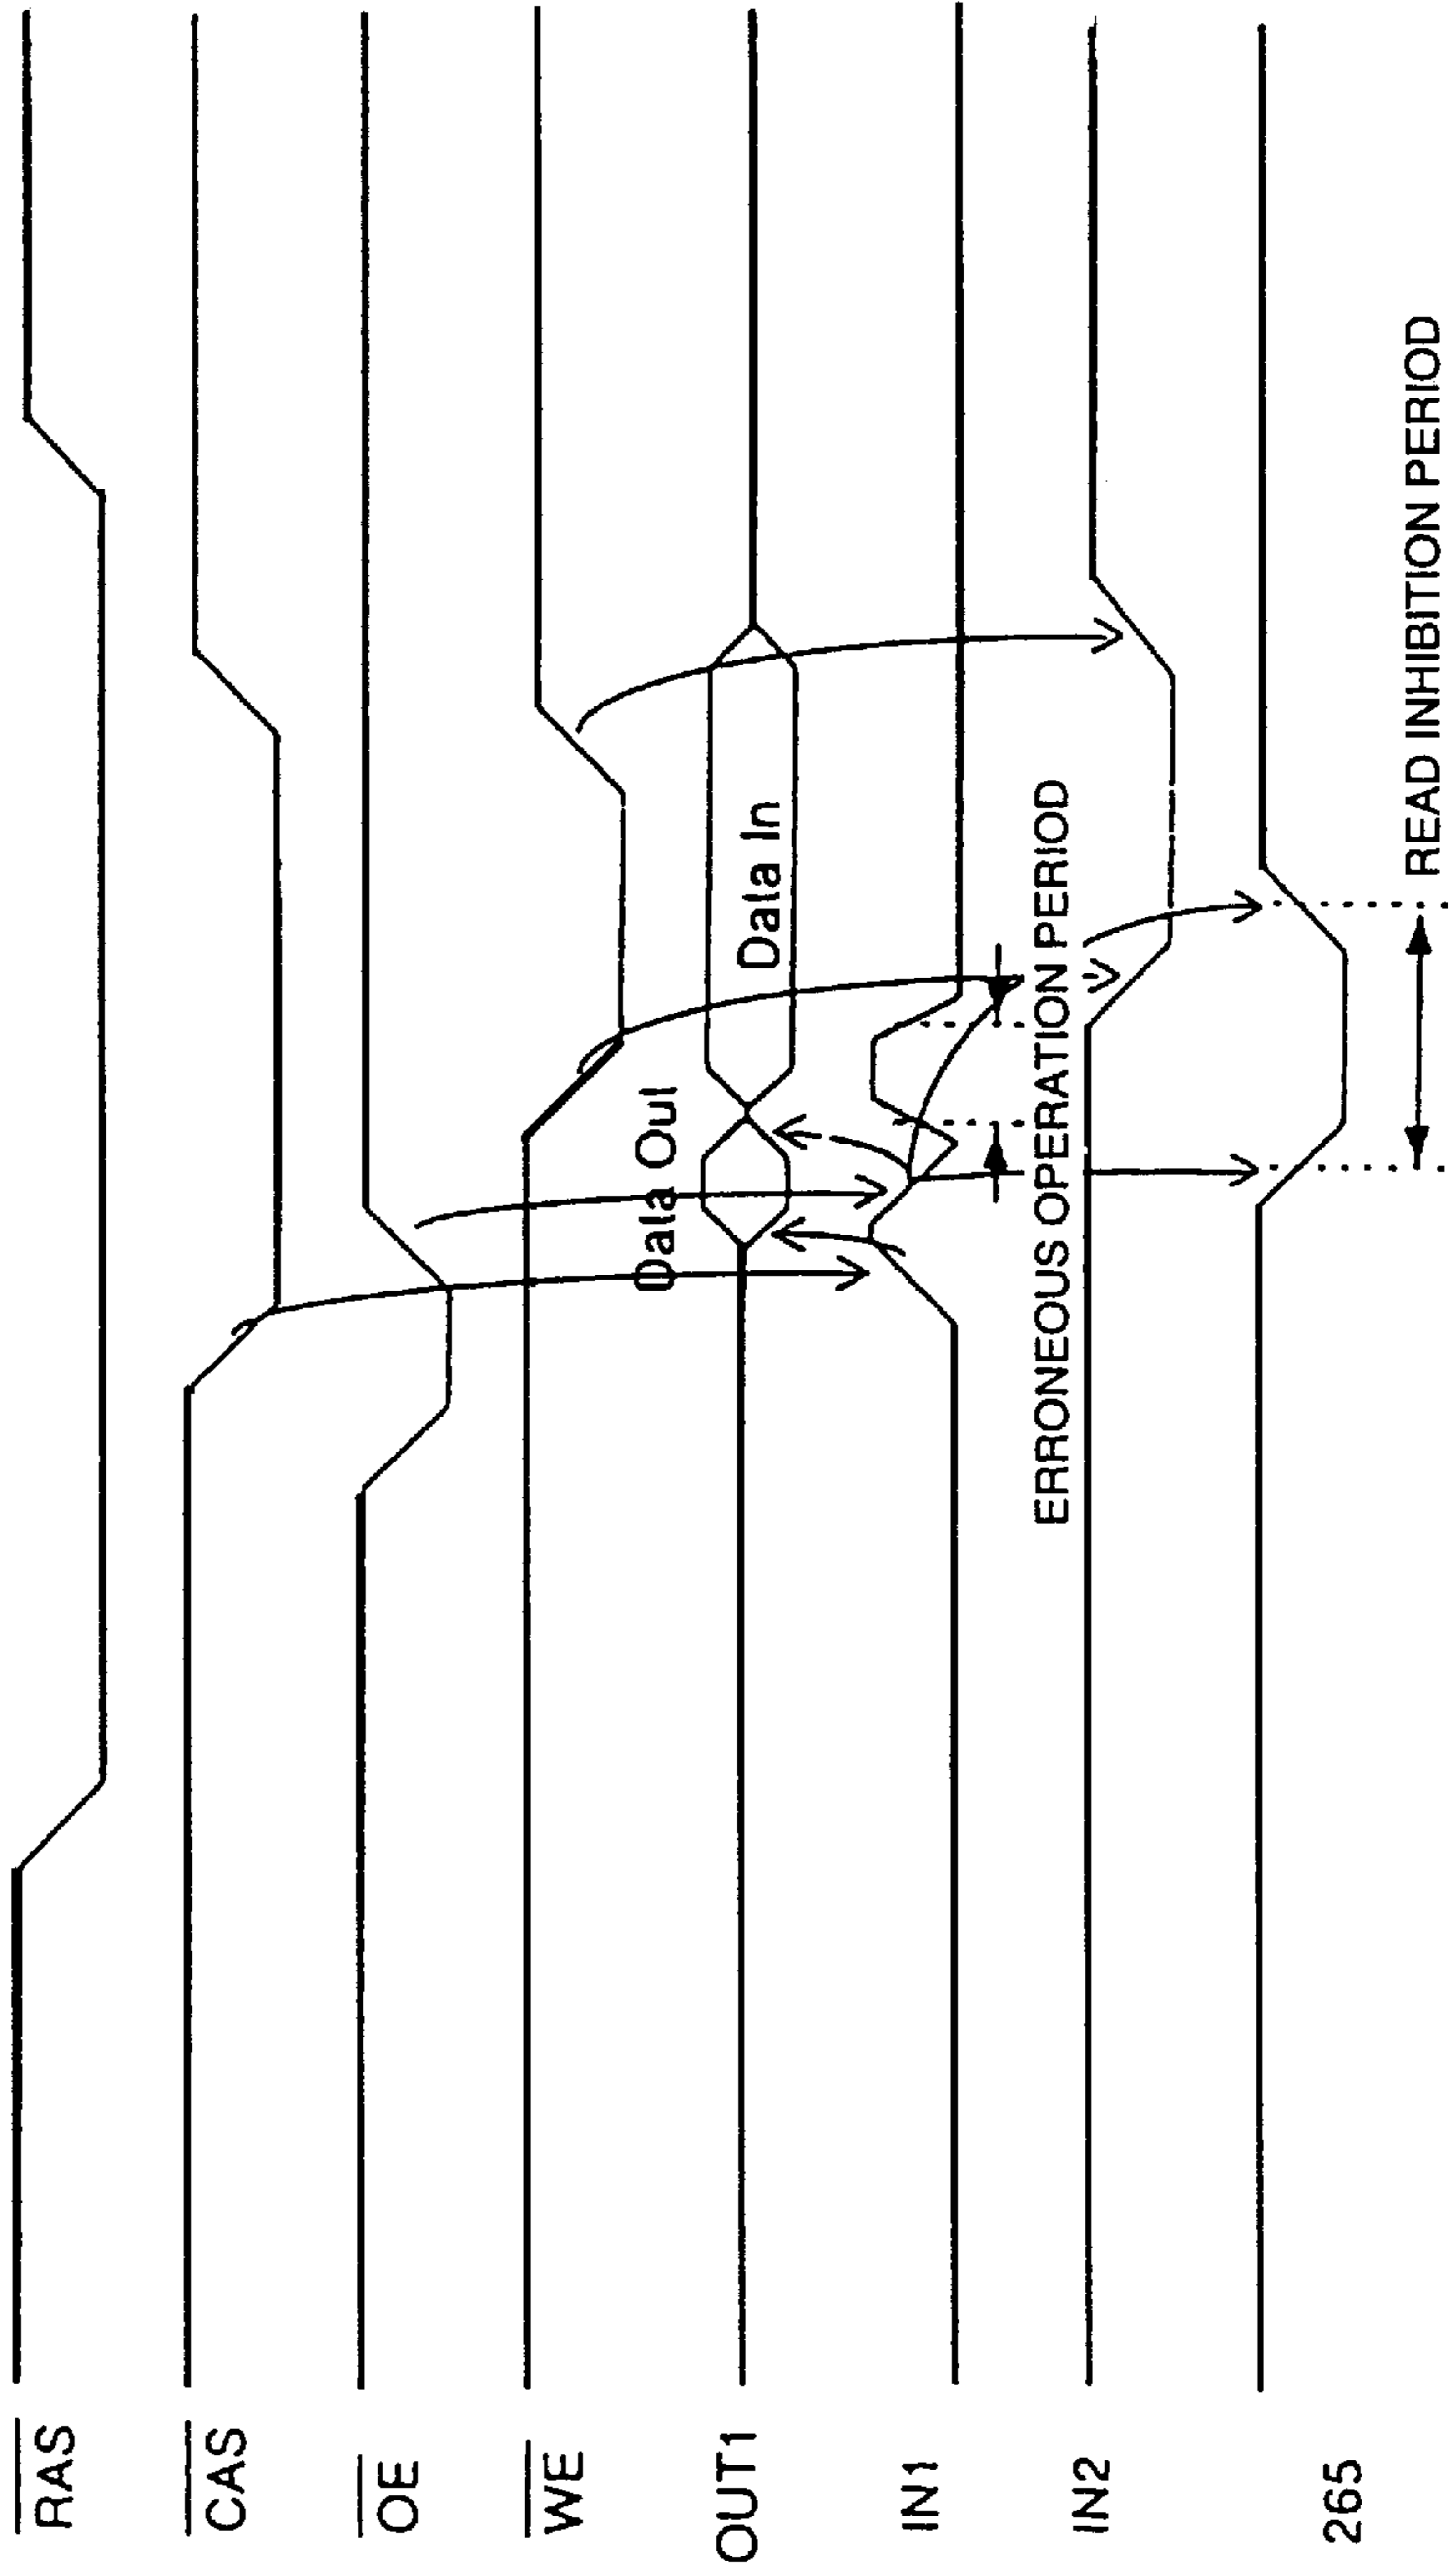 RAS
CAS
OE
WE
OUT1
Data Out
Data In
IN1
ERRONEOUS OPERATION PERIOD
IN2
265
READ INHIBITION PERIOD